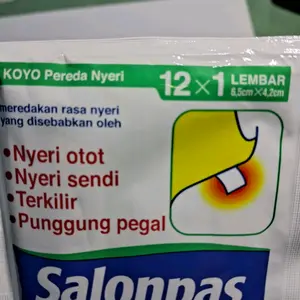 KOYO Pereda Nyeri
12×1 LEMBAR
6,5cm×4,2cm
meredakan rasa nyeri
yang disebabkan oleh
•Nyeri otot
•Nyeri sendi
•Terkilir
•Punggung pegal
Salonpas